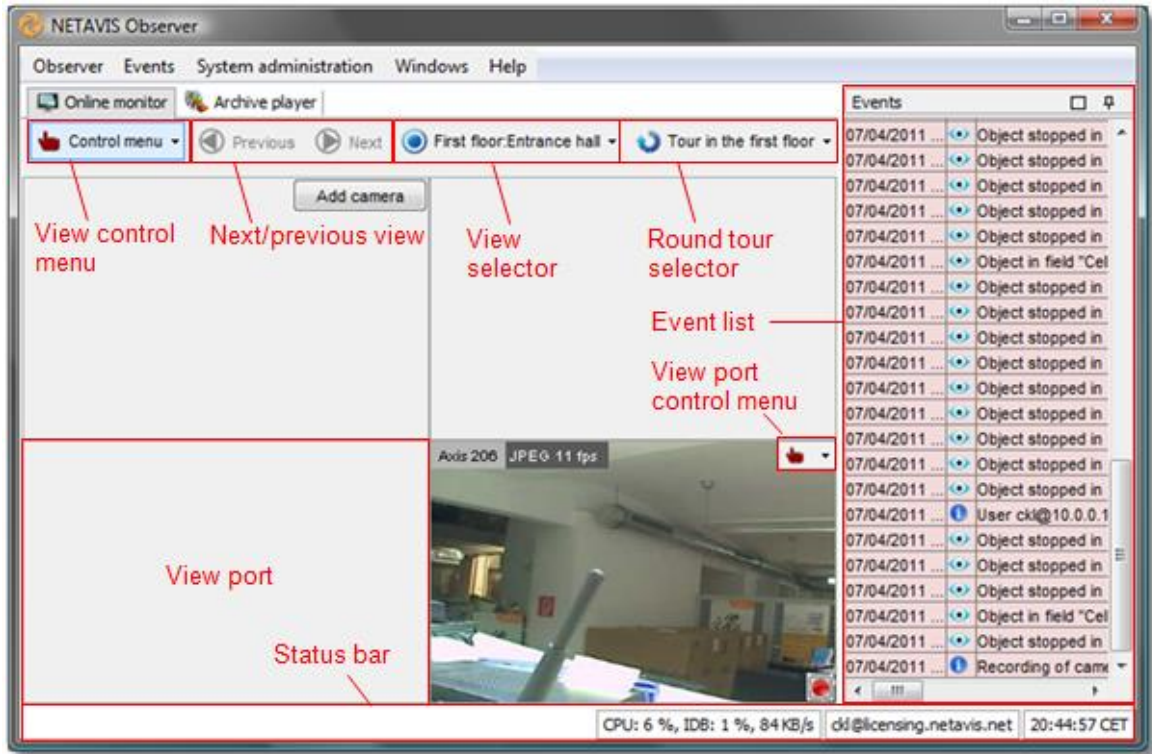 NETAVIS Observer
Observer Events System administration Windows Help
Online monitor Archive player
Control menu Previous Next First floor:Entrance hall Tour in the first floor
Add camera
View control
menu
Next/previous view
View
selector
Round tour
selector
Event list
View port
control menu
Axis 206 JPEG 11 fps
View port
Status bar
Events
07/04/2011 ... Object stopped in
07/04/2011 ... Object stopped in
07/04/2011 ... Object stopped in
07/04/2011 ... Object stopped in
07/04/2011 ... Object stopped in
07/04/2011 ... Object in field "Cel
07/04/2011 ... Object stopped in
07/04/2011 ... Object stopped in
07/04/2011 ... Object stopped in
07/04/2011 ... Object stopped in
07/04/2011 ... Object stopped in
07/04/2011 ... Object stopped in
07/04/2011 ... Object stopped in
07/04/2011 ... Object stopped in
07/04/2011 ... Object stopped in
07/04/2011 ... User ckl@10.0.0.1
07/04/2011 ... Object stopped in
07/04/2011 ... Object stopped in
07/04/2011 ... Object stopped in
07/04/2011 ... Object in field "Cel
07/04/2011 ... Object stopped in
07/04/2011 ... Recording of came
CPU: 6 %, IDB: 1 %, 84 KB/s ckl@licensing.netavis.net 20:44:57 CET